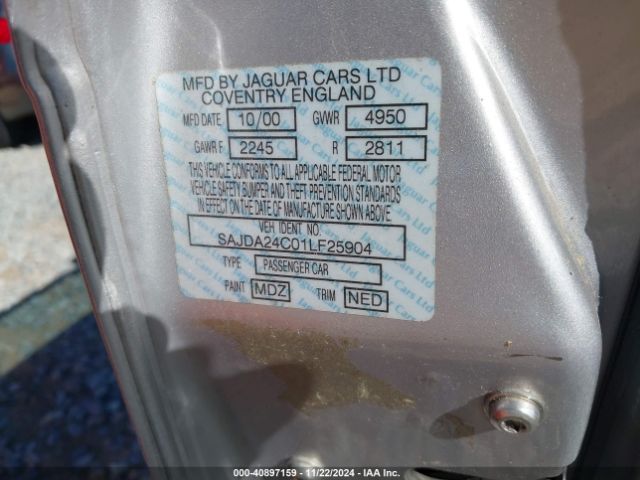 MFD BY JAGUAR CARS LTD
COVENTRY ENGLAND
MFD DATE 10/00 GVWR 4950
GAWR F 2245 R 2811
THIS VEHICLE CONFORMS TO ALL APPLICABLE FEDERAL MOTOR
VEHICLE SAFETY BUMPER AND THEFT PREVENTION STANDARDS
IN EFFECT ON THE DATE OF MANUFACTURE SHOWN ABOVE
VEH IDENT NO.
SAJDA24C01LF25904
TYPE PASSENGER CAR
PAINT MDZ TRIM NED
000-40897159 - 11/22/2024 - IAA Inc.